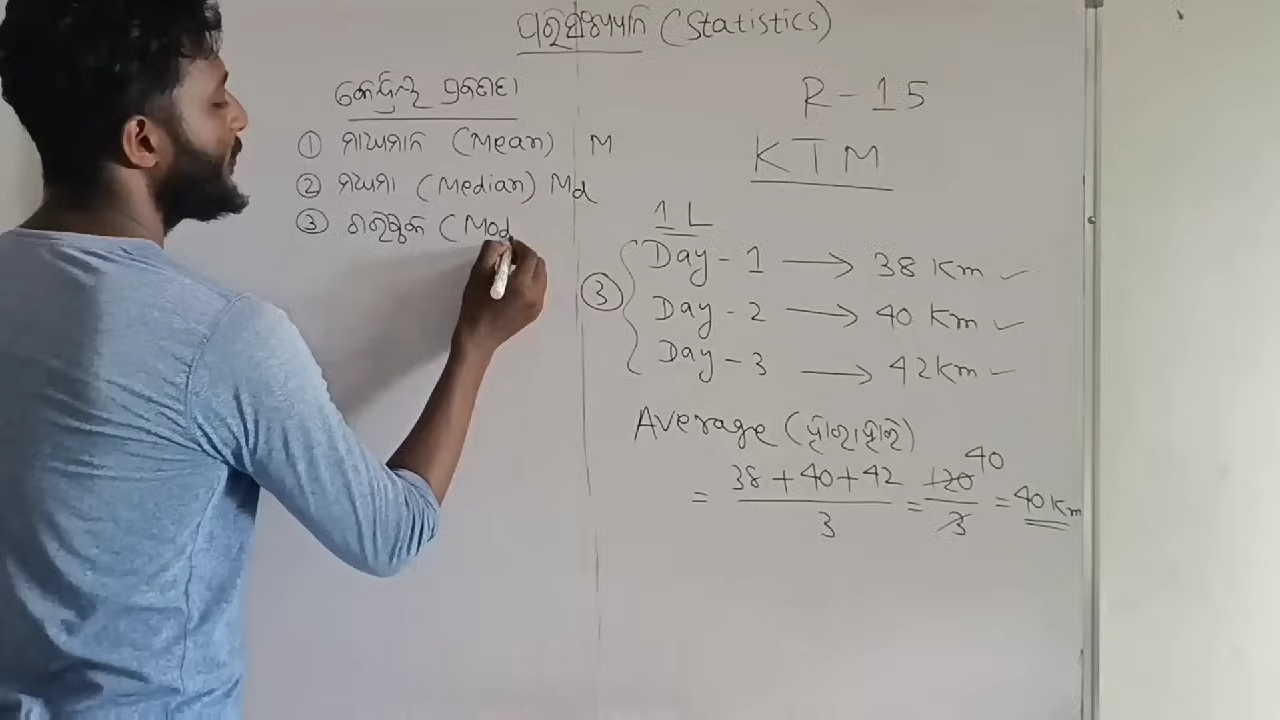 ପରିସଂଖ୍ୟାନ (Statistics)
କେନ୍ଦ୍ରୀୟ ପ୍ରବଣତା
① ମାଧ୍ୟମାନ (Mean) M
② ମଧ୍ୟମା (Median) Md
③ ଗରିଷ୍ଠକ (Mod
R - 15
KTM
1 L
③
Day - 1 → 38 Km ✓
Day - 2 → 40 Km ✓
Day - 3 → 42 Km ✓
Average (ହାରାହାରି)
= 38 + 40 + 42 / 3 = 120 / 3 40 = 40 Km